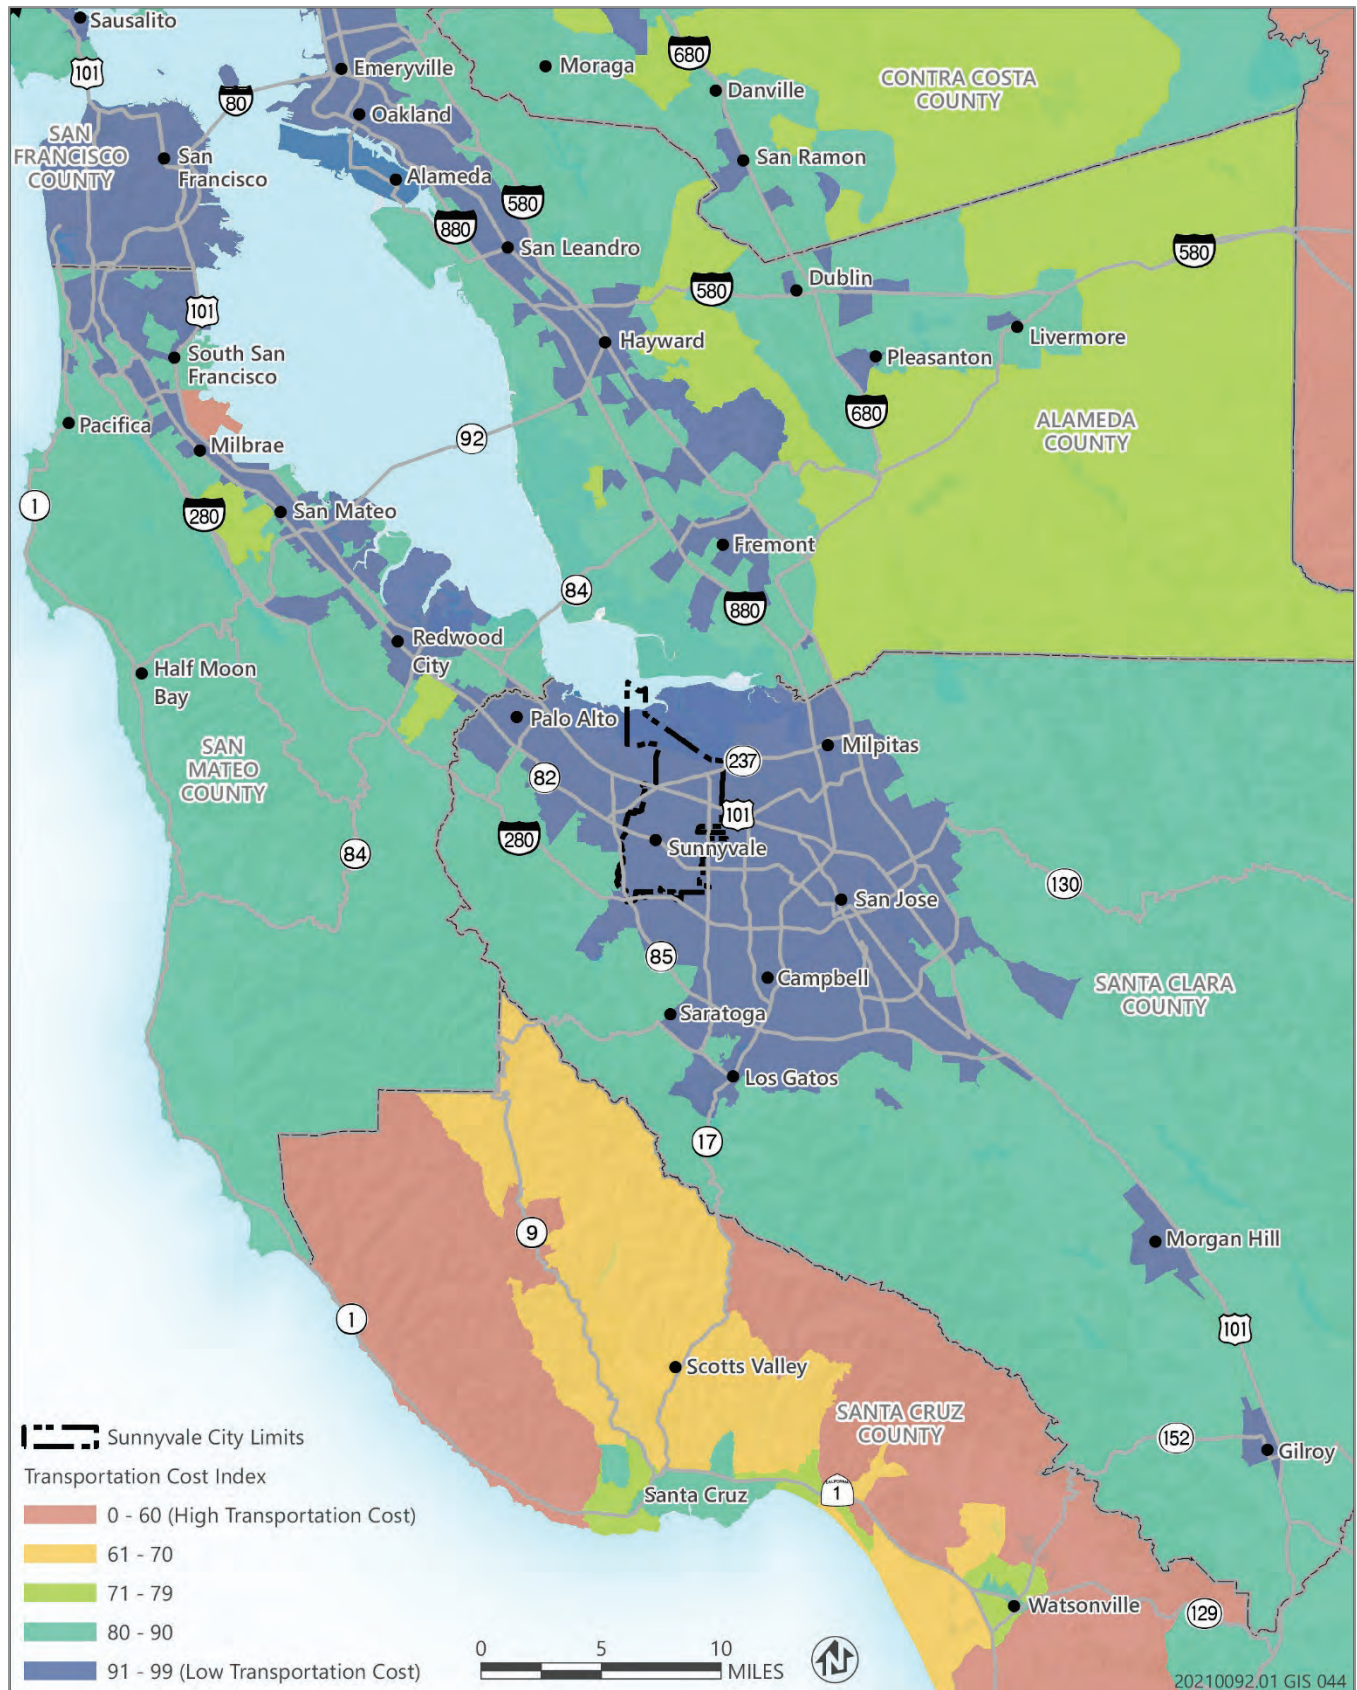 Sausalito
101
Emeryville
Moraga
680
CONTRA COSTA
COUNTY
Danville
80
Oakland
SAN
FRANCISCO
COUNTY
San
Francisco
San Ramon
Alameda
580
880
San Leandro
580
580
Dublin
101
Hayward
Livermore
South San
Francisco
Pleasanton
680
Pacifica
ALAMEDA
COUNTY
92
Milbrae
1
280
San Mateo
Fremont
84
880
Redwood
City
Half Moon
Bay
Palo Alto
SAN
MATEO
COUNTY
Milpitas
237
82
101
280
Sunnyvale
84
130
San Jose
85
Campbell
SANTA CLARA
COUNTY
Saratoga
Los Gatos
17
9
Morgan Hill
1
101
Scotts Valley
SANTA CRUZ
COUNTY
152
Gilroy
Santa Cruz
CALIFORNIA
1
Watsonville
129
Sunnyvale City Limits
Transportation Cost Index
0 - 60 (High Transportation Cost)
61 - 70
71 - 79
80 - 90
91 - 99 (Low Transportation Cost)
0 5 10
MILES
N
20210092.01 GIS 044